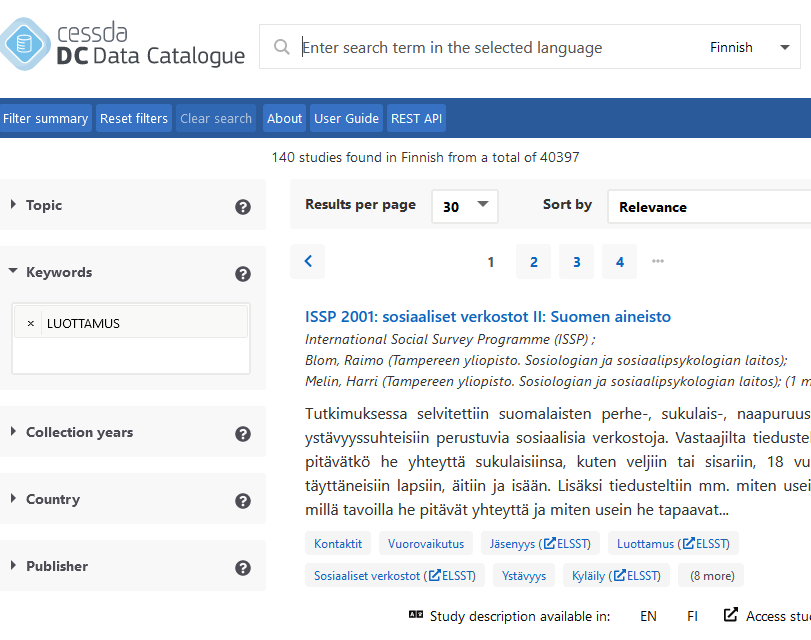 cessda
DC Data Catalogue
Enter search term in the selected language
Finnish
Filter summary
Reset filters
Clear search
About
User Guide
REST API
140 studies found in Finnish from a total of 40397
Topic
Results per page
30
Sort by
Relevance
1
2
3
4
Keywords
× LUOTTAMUS
Collection years
Country
Publisher
ISSP 2001: sosiaaliset verkostot II: Suomen aineisto
International Social Survey Programme (ISSP) ;
Blom, Raimo (Tampereen yliopisto. Sosiologian ja sosiaalipsykologian laitos);
Melin, Harri (Tampereen yliopisto. Sosiologian ja sosiaalipsykologian laitos); (1 m
Tutkimuksessa selvitettiin suomalaisten perhe-, sukulais-, naapuruus
ystävyyssuhteisiin perustuvia sosiaalisia verkostoja. Vastaajilta tiedustel
pitävätkö he yhteyttä sukulaisiinsa, kuten veljiin tai sisariin, 18 vu
täyttäneisiin lapsiin, äitiin ja isään. Lisäksi tiedusteltiin mm. miten usei
millä tavoilla he pitävät yhteyttä ja miten usein he tapaavat...
Kontaktit
Vuorovaikutus
Jäsenyys (ELSST)
Luottamus (ELSST)
Sosiaaliset verkostot (ELSST)
Ystävyys
Kyläily (ELSST)
(8 more)
Study description available in:
EN
FI
Access stu